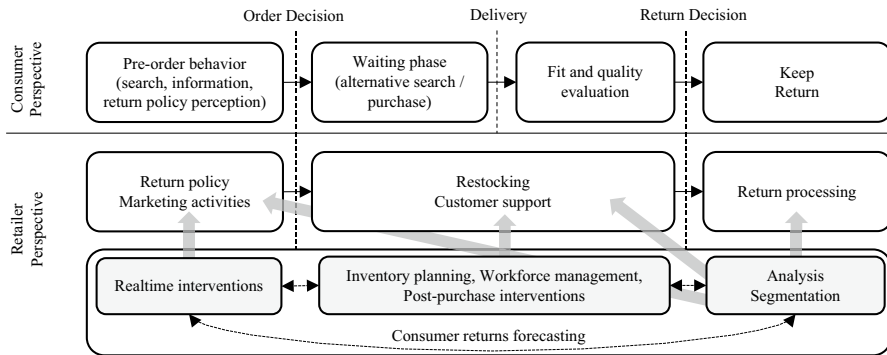 Order Decision
Delivery
Return Decision
Consumer
Perspective
Pre-order behavior
(search, information,
return policy perception)
Waiting phase
(alternative search /
purchase)
Fit and quality
evaluation
Keep
Return
Retailer
Perspective
Return policy
Marketing activities
Restocking
Customer support
Return processing
Realtime interventions
Inventory planning, Workforce management,
Post-purchase interventions
Analysis
Segmentation
Consumer returns forecasting